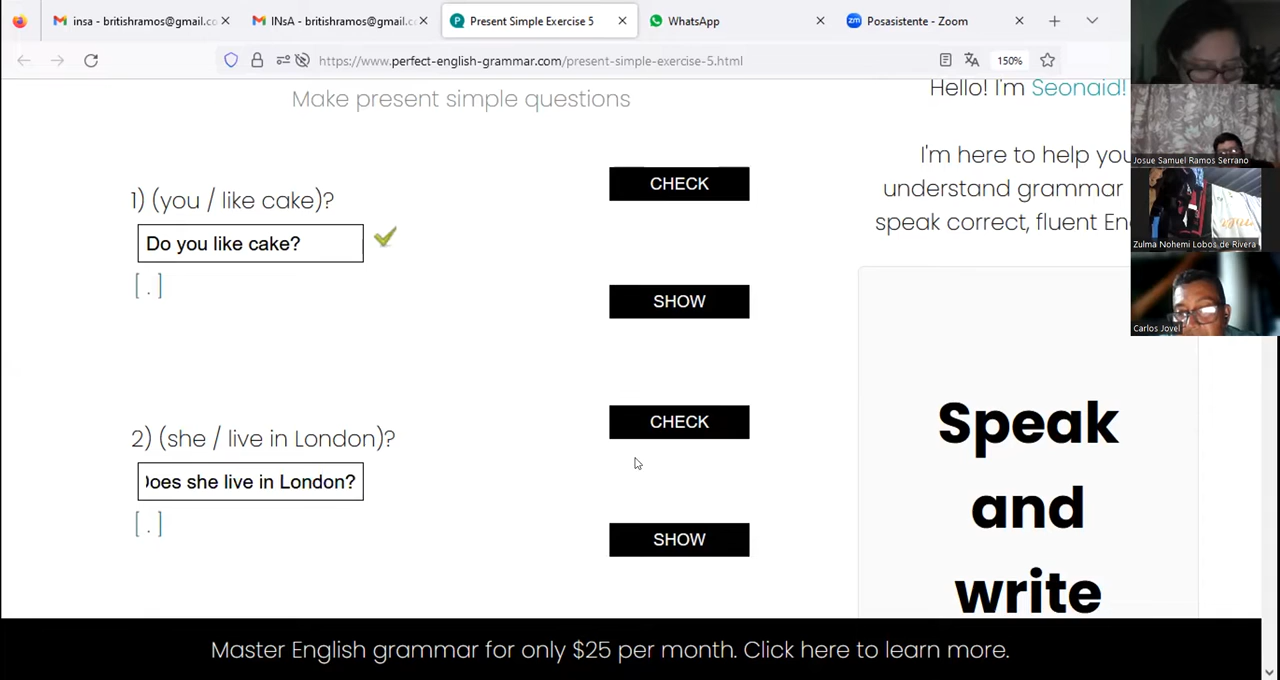 insa - britishramos@gmail.co
INsA - britishramos@gmail.c
Present Simple Exercise 5
WhatsApp
Posasistente - Zoom
https://www.perfect-english-grammar.com/present-simple-exercise-5.html
150%
Make present simple questions
Hello! I'm Seonaid!
I'm here to help you
understand grammar
speak correct, fluent En
1) (you / like cake)?
CHECK
Do you like cake?
[ . ]
SHOW
2) (she / live in London)?
CHECK
Does she live in London?
[ . ]
SHOW
Speak
and
write
Master English grammar for only $25 per month. Click here to learn more.
Josue Samuel Ramos Serrano
Zulma Nohemi Lobos de Rivera
Carlos Jovel